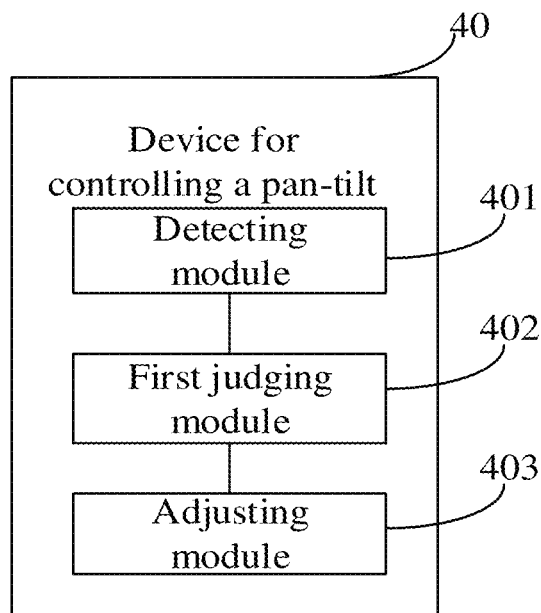 40
Device for
controlling a pan-tilt
Detecting
module
401
First judging
module
402
Adjusting
module
403